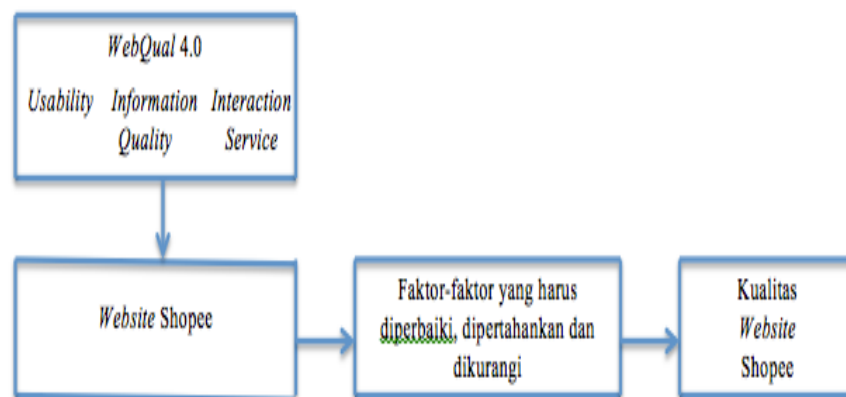 WebQual 4.0
Usability Information Interaction
Quality Service
Website Shopee
Faktor-faktor yang harus
diperbaiki, dipertahankan dan
dikurangi
Kualitas
Website
Shopee